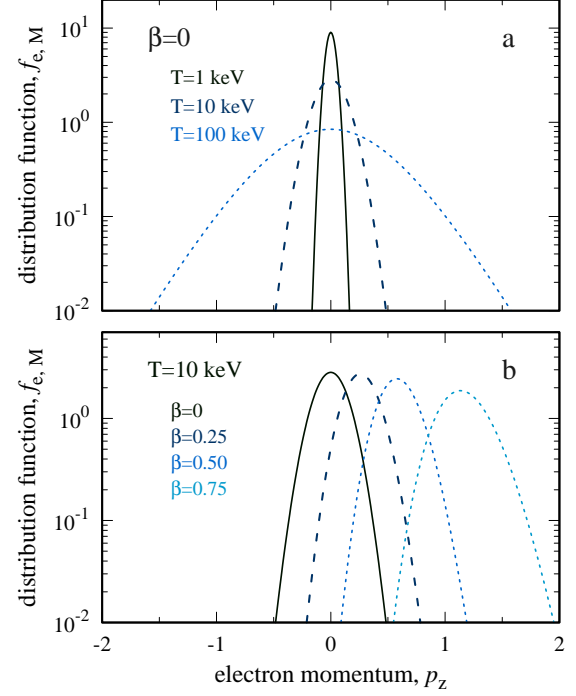 distribution function, f_e, M
10^1
10^0
10^-1
10^-2
β=0
a
T=1 keV
T=10 keV
T=100 keV
distribution function, f_e, M
10^0
10^-1
10^-2
T=10 keV
b
β=0
β=0.25
β=0.50
β=0.75
-2 -1 0 1 2
electron momentum, p_z